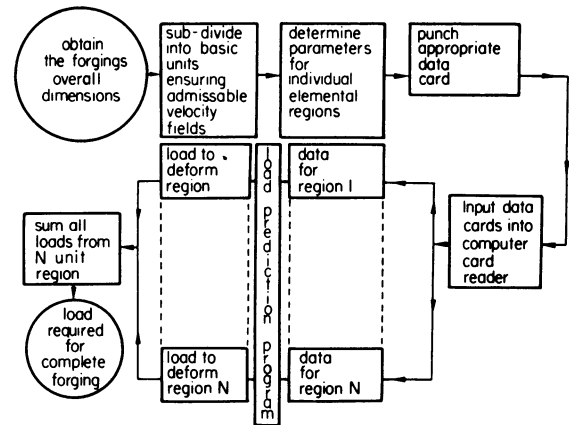 obtain
the forgings
overall
dimensions
sub-divide
into basic
units
ensuring
admissable
velocity
fields
determine
parameters
for
individual
elemental
regions
punch
appropriate
data
card
Input data
cards into
computer
card
reader
data
for
region I
data
for
region N
load prediction program
load to
deform
region
load to
deform
region N
sum all
loads from
N unit
region
load
required
for
complete
forging